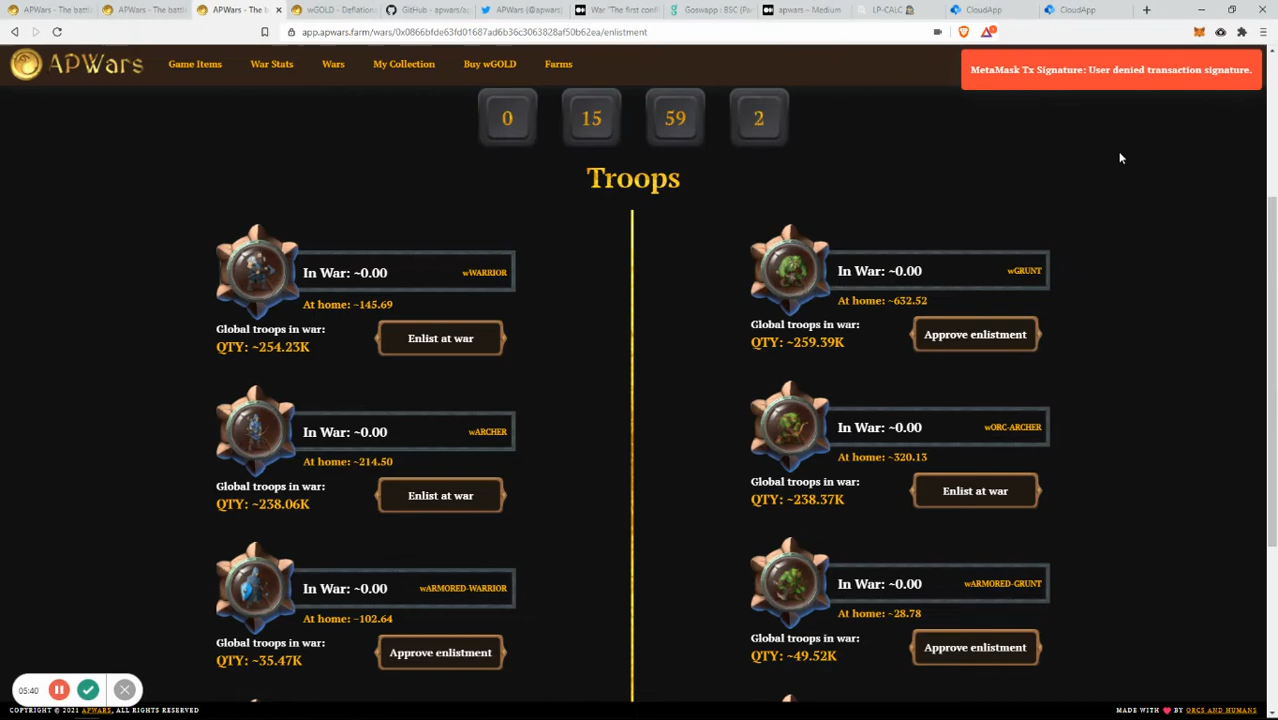 APWars - The battl
APWars - The battl
APWars - The b
wGOLD - Deflation
GitHub - apwars/ap
APWars (@apwars)
War "The first confl
Goswapp : BSC (Pan
apwars – Medium
LP-CALC
CloudApp
CloudApp
app.apwars.farm/wars/0x0866bfde63fd01687ad6b36c3063828af50b62ea/enlistment
APWARS
Game Items
War Stats
Wars
My Collection
Buy wGOLD
Farms
MetaMask Tx Signature: User denied transaction signature.
0 15 59 2
Troops
In War: ~0.00 wWARRIOR
At home: ~145.69
Global troops in war:
QTY: ~254.23K
Enlist at war
In War: ~0.00 wGRUNT
At home: ~632.52
Global troops in war:
QTY: ~259.39K
Approve enlistment
In War: ~0.00 wARCHER
At home: ~214.50
Global troops in war:
QTY: ~238.06K
Enlist at war
In War: ~0.00 wORC-ARCHER
At home: ~320.13
Global troops in war:
QTY: ~238.37K
Enlist at war
In War: ~0.00 wARMORED-WARRIOR
At home: ~102.64
Global troops in war:
QTY: ~35.47K
Approve enlistment
In War: ~0.00 wARMORED-GRUNT
At home: ~28.78
Global troops in war:
QTY: ~49.52K
Approve enlistment
05:40
COPYRIGHT © 2021 APWARS, ALL RIGHTS RESERVED
MADE WITH ❤ BY ORCS AND HUMANS